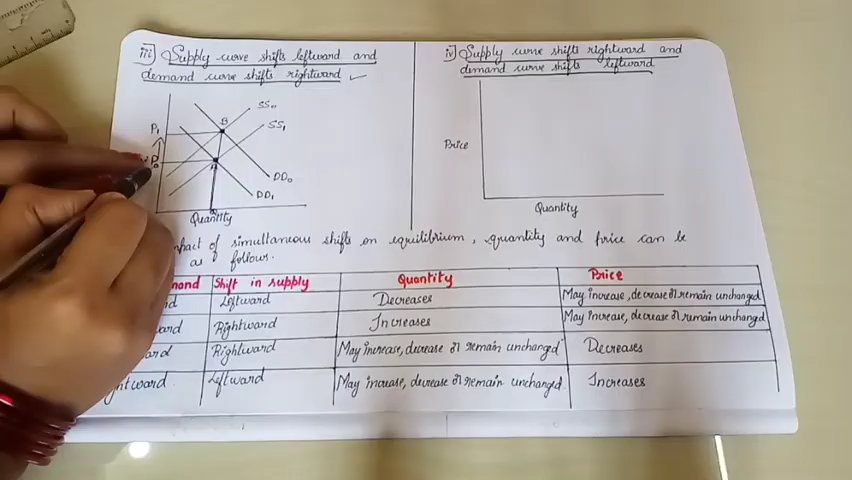 iii) Supply curve shifts leftward and
demand curve shifts rightward
SS₀
SS₁
B
P₁
A
DD₀
DD₁
Quantity
iv) Supply curve shifts rightward and
demand curve shifts leftward
Price
Quantity
of simultaneous shifts on equilibrium, quantity and price can be
as follows.
Shift in supply Quantity Price
Leftward Decreases May increase, decrease or remain unchanged
Rightward Increases May increase, decrease or remain unchanged
Rightward May increase, decrease or remain unchanged Decreases
Leftward May increase, decrease or remain unchanged Increases